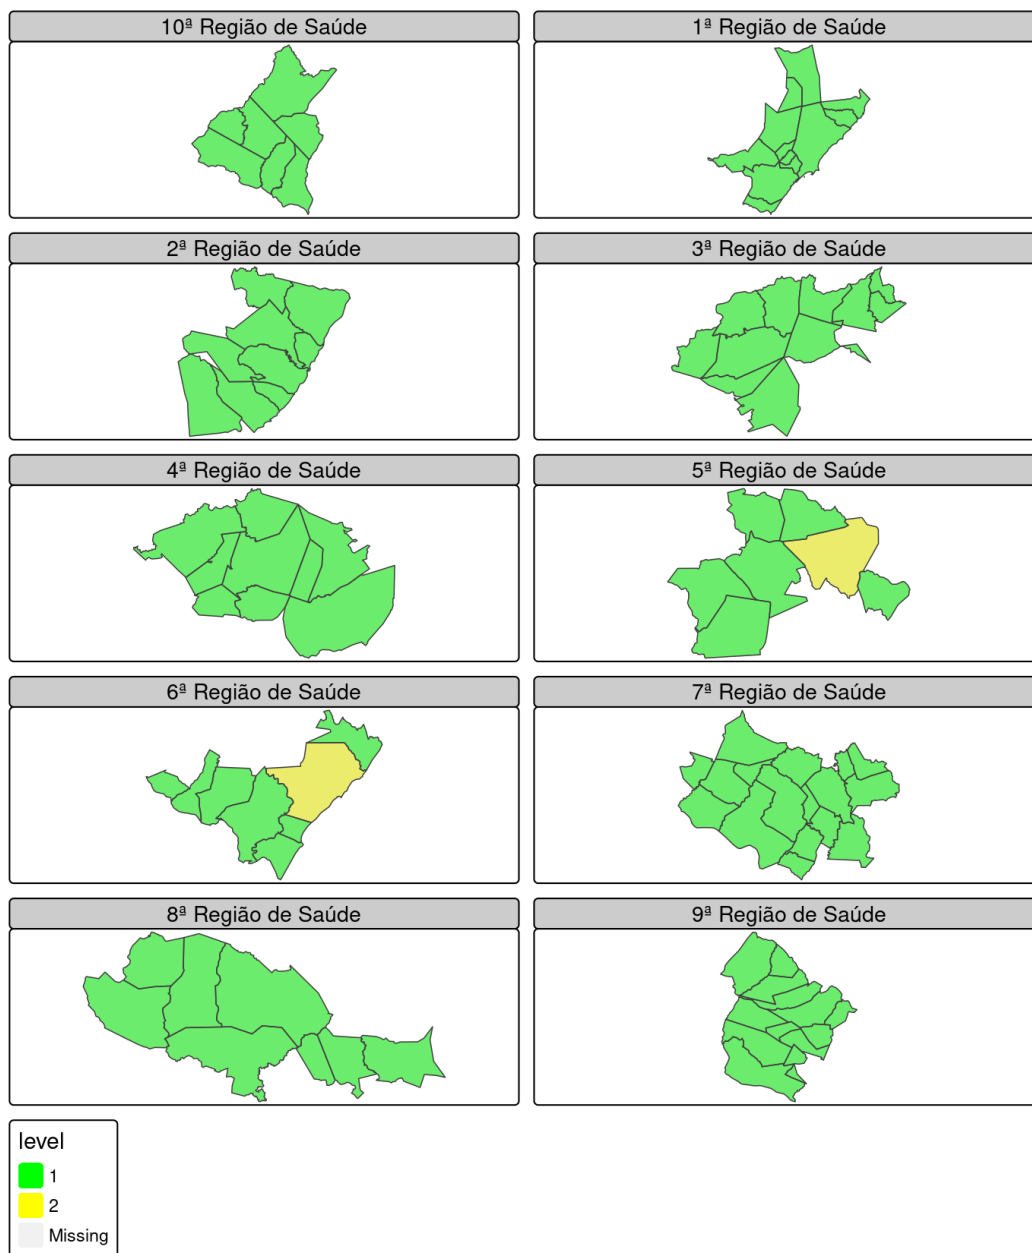 10ª Região de Saúde
1ª Região de Saúde
2ª Região de Saúde
3ª Região de Saúde
4ª Região de Saúde
5ª Região de Saúde
6ª Região de Saúde
7ª Região de Saúde
8ª Região de Saúde
9ª Região de Saúde
level
1
2
Missing